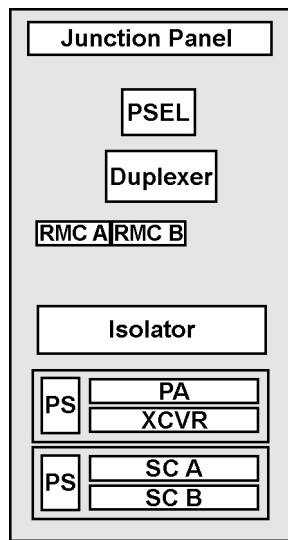 Junction Panel
PSEL
Duplexer
RMC A RMC B
Isolator
PS
PA
XCVR
PS
SC A
SC B